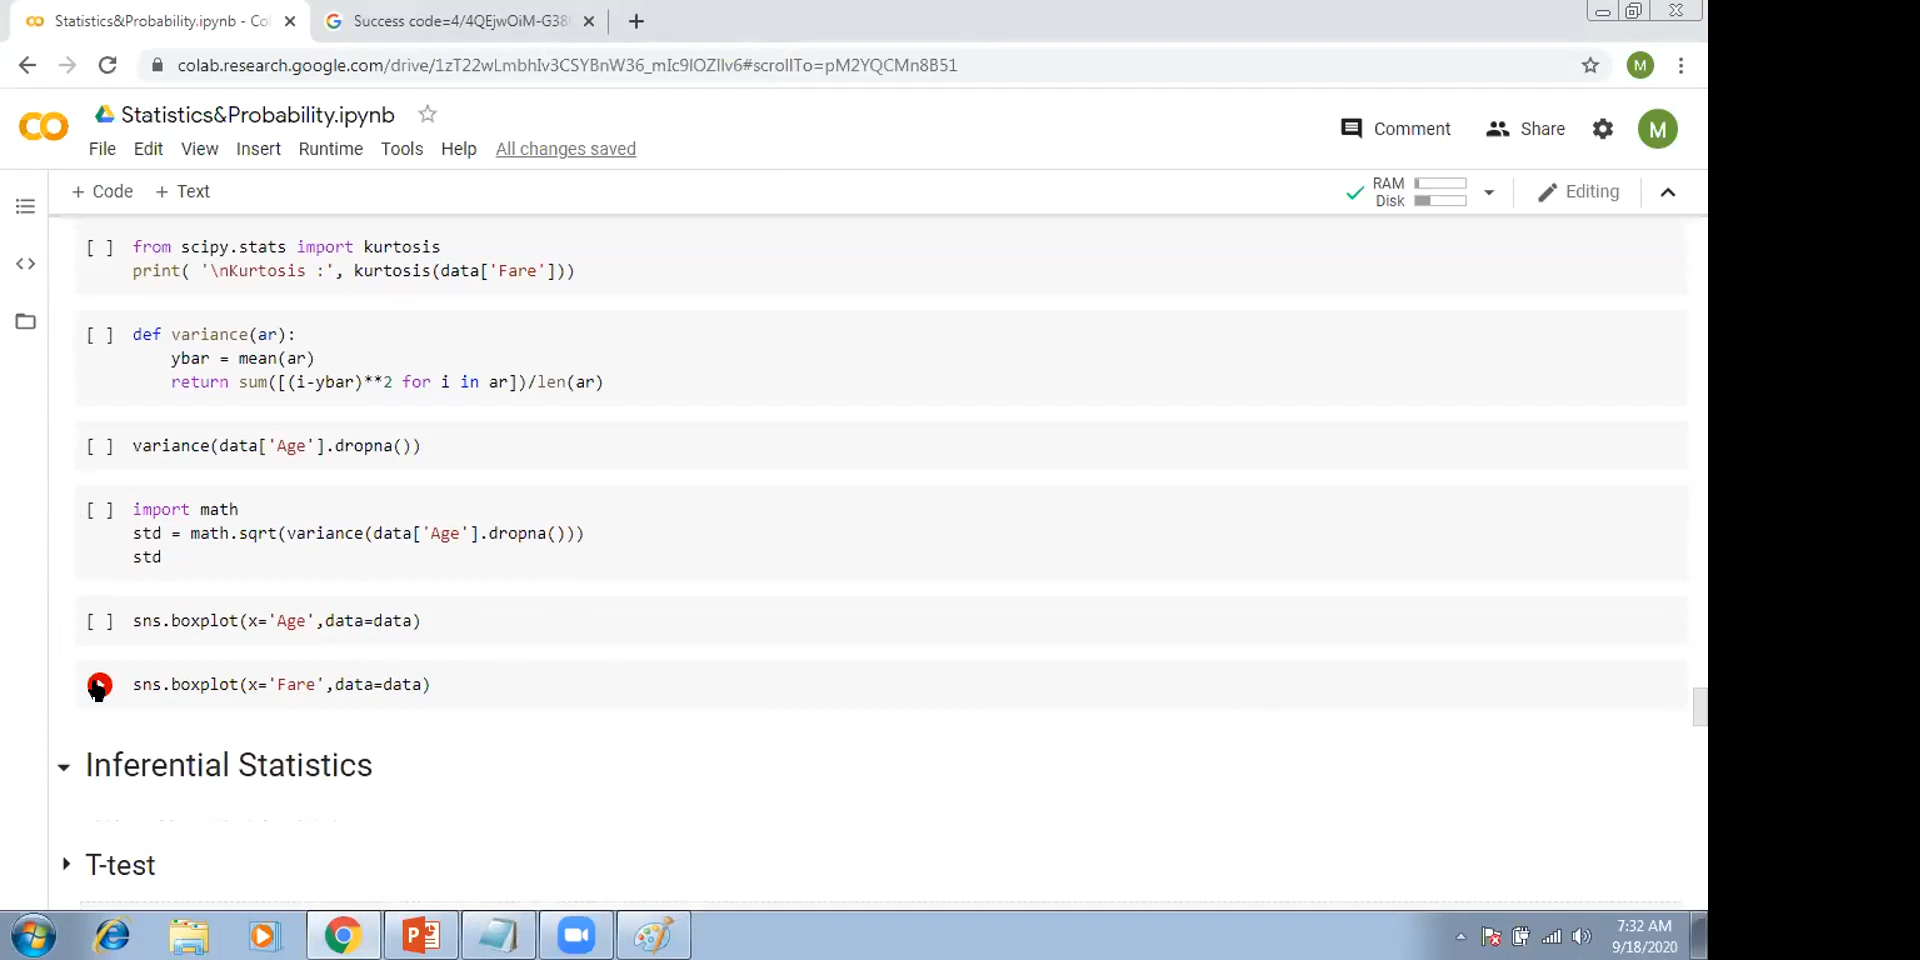 Statistics&Probability.ipynb - Co
Success code=4/4QEjwOiM-G38
colab.research.google.com/drive/1zT22wLmbhIv3CSYBnW36_mIc9lOZIlv6#scrollTo=pM2YQCMn8B51
M
Statistics&Probability.ipynb
Comment
Share
M
File Edit View Insert Runtime Tools Help All changes saved
+ Code + Text
RAM
Disk
Editing
[ ] from scipy.stats import kurtosis
print( '\nKurtosis :', kurtosis(data['Fare']))
[ ] def variance(ar):
ybar = mean(ar)
return sum([(i-ybar)**2 for i in ar])/len(ar)
[ ] variance(data['Age'].dropna())
[ ] import math
std = math.sqrt(variance(data['Age'].dropna()))
std
[ ] sns.boxplot(x='Age',data=data)
sns.boxplot(x='Fare',data=data)
Inferential Statistics
T-test
7:32 AM
9/18/2020